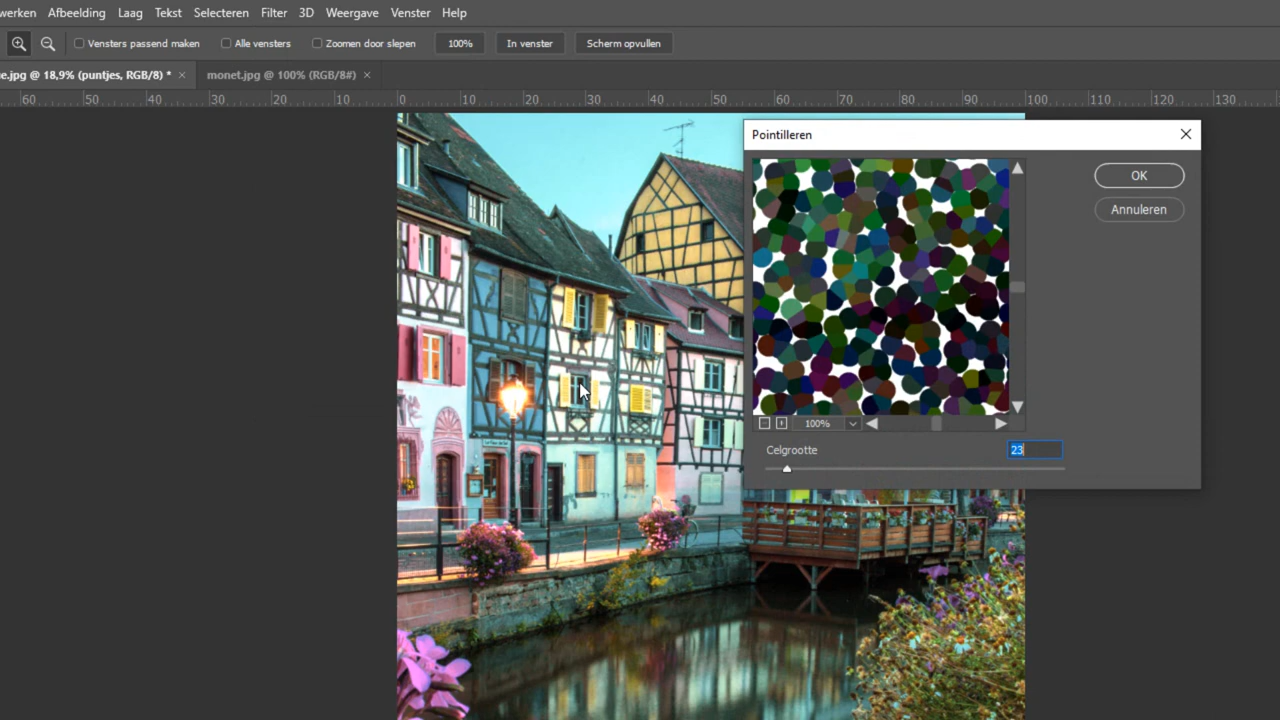 werken Afbeelding Laag Tekst Selecteren Filter 3D Weergave Venster Help
Vensters passend maken Alle vensters Zoomen door slepen 100% In venster Scherm opvullen
e.jpg @ 18,9% (puntjes, RGB/8) * × monet.jpg @ 100% (RGB/8#) ×
60 50 40 30 20 10 0 10 20 30 40 50 60 70 80 90 100 110 120 130
Pointilleren
OK
Annuleren
100%
Celgrootte 23